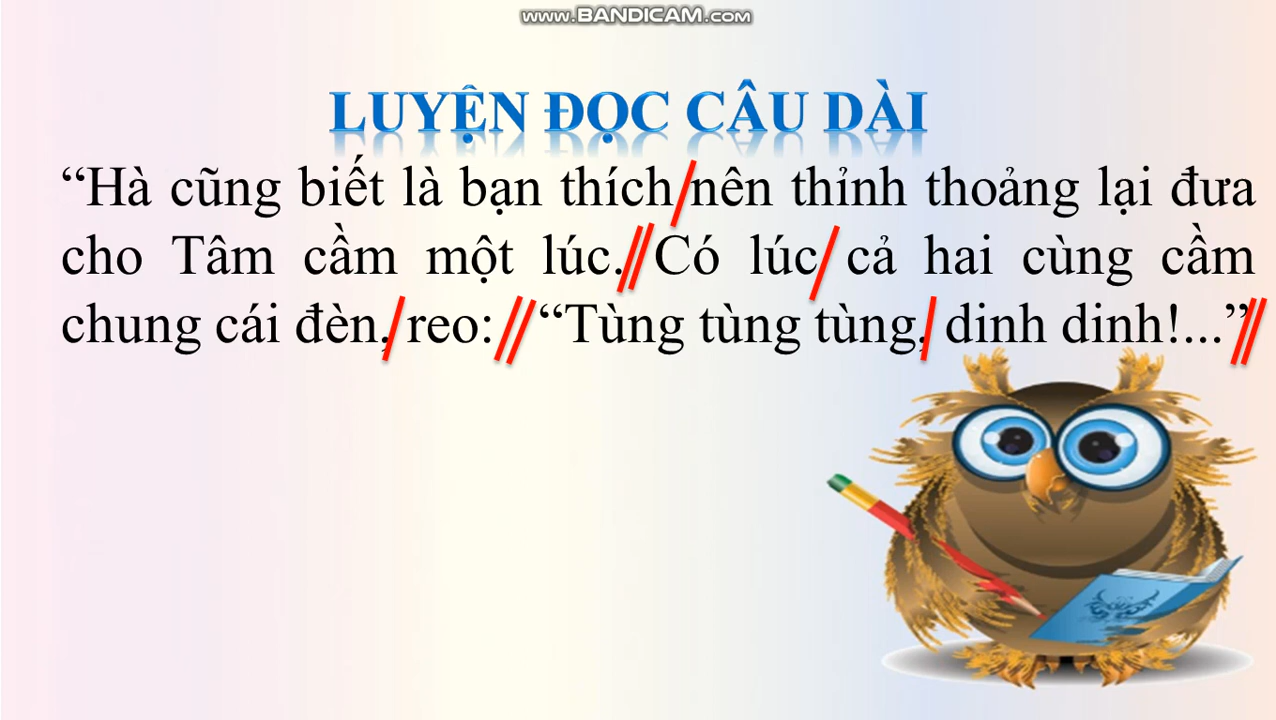 www.BANDICAM.com
LUYỆN ĐỌC CÂU DÀI
“Hà cũng biết là bạn thích/ nên thỉnh thoảng lại đưa
cho Tâm cầm một lúc.// Có lúc/ cả hai cùng cầm
chung cái đèn,/ reo:// “Tùng tùng tùng,/ dinh dinh!...”//